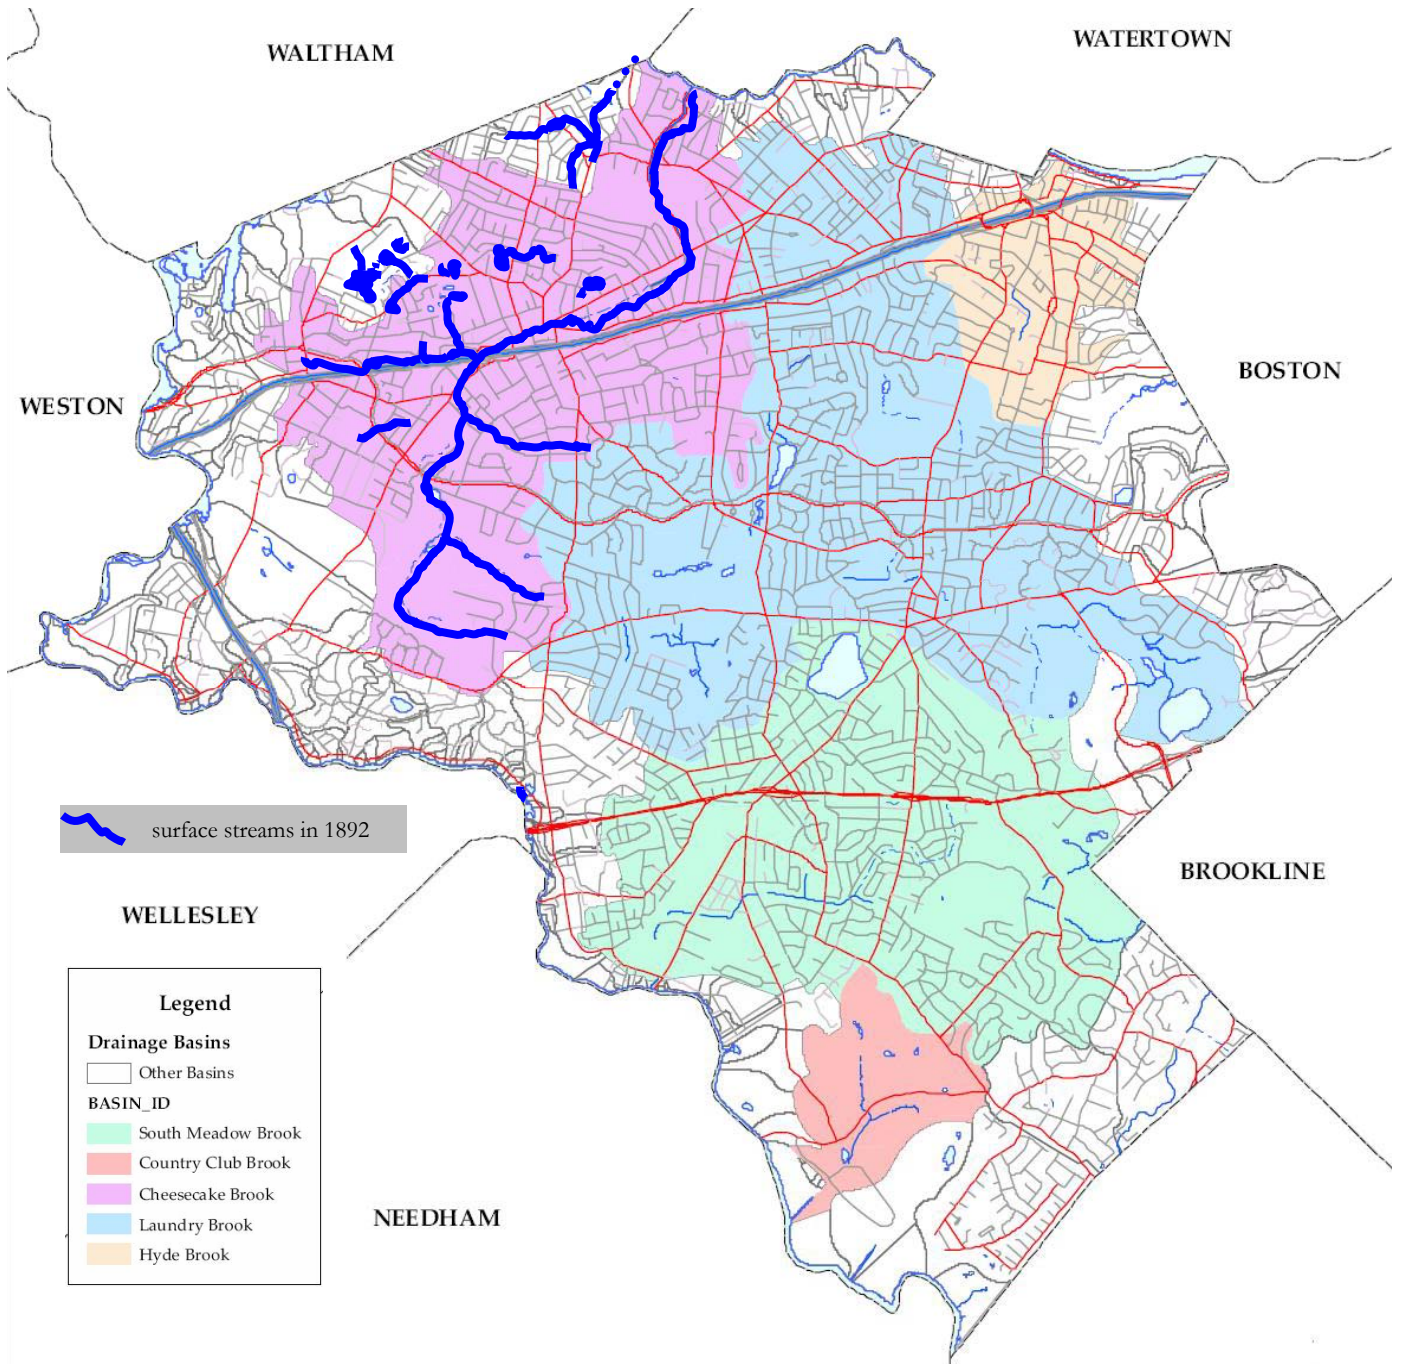 WALTHAM
WATERTOWN
BOSTON
WESTON
surface streams in 1892
BROOKLINE
WELLESLEY
Legend
Drainage Basins
Other Basins
BASIN_ID
South Meadow Brook
Country Club Brook
Cheesecake Brook
Laundry Brook
Hyde Brook
NEEDHAM